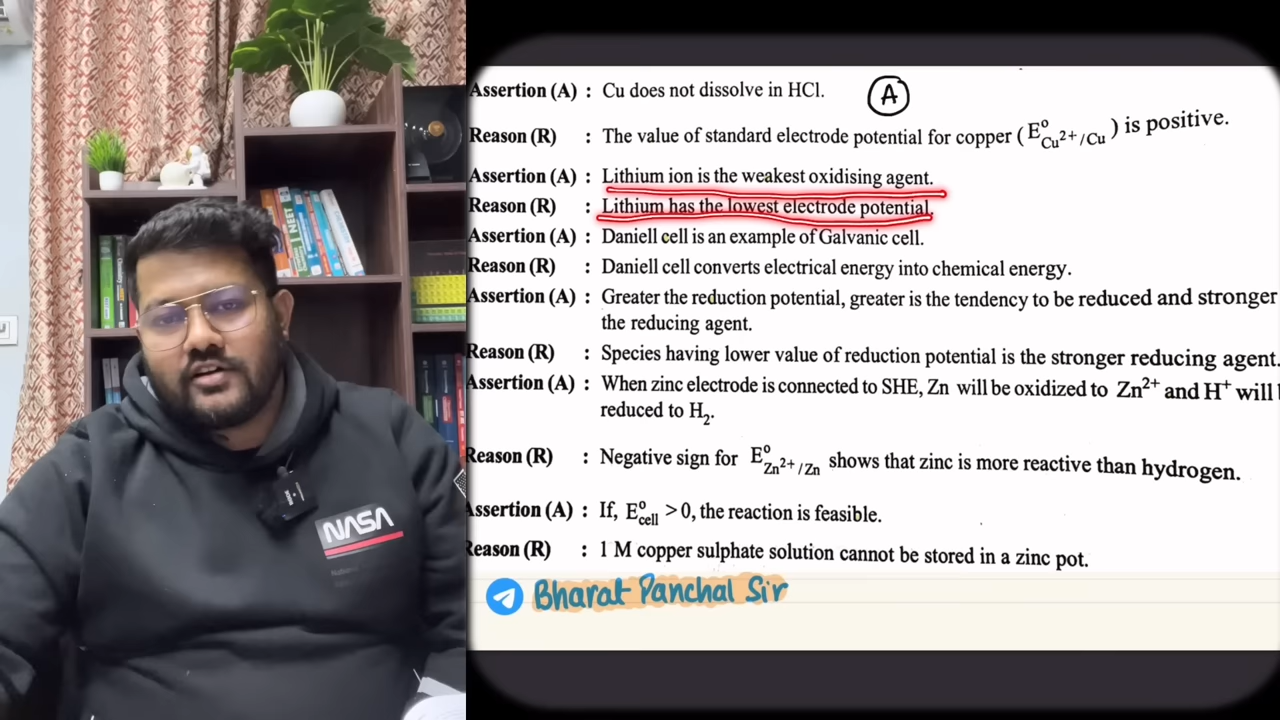 Assertion (A) : Cu does not dissolve in HCl. A
Reason (R) : The value of standard electrode potential for copper (E°Cu²⁺/Cu) is positive.
Assertion (A) : Lithium ion is the weakest oxidising agent.
Reason (R) : Lithium has the lowest electrode potential.
Assertion (A) : Daniell cell is an example of Galvanic cell.
Reason (R) : Daniell cell converts electrical energy into chemical energy.
Assertion (A) : Greater the reduction potential, greater is the tendency to be reduced and stronger
the reducing agent.
Reason (R) : Species having lower value of reduction potential is the stronger reducing agent.
Assertion (A) : When zinc electrode is connected to SHE, Zn will be oxidized to Zn²⁺ and H⁺ will
reduced to H₂.
Reason (R) : Negative sign for E°Zn²⁺/Zn shows that zinc is more reactive than hydrogen.
Assertion (A) : If, E°cell > 0, the reaction is feasible.
Reason (R) : 1 M copper sulphate solution cannot be stored in a zinc pot.
Bharat Panchal Sir
NASA
NEET